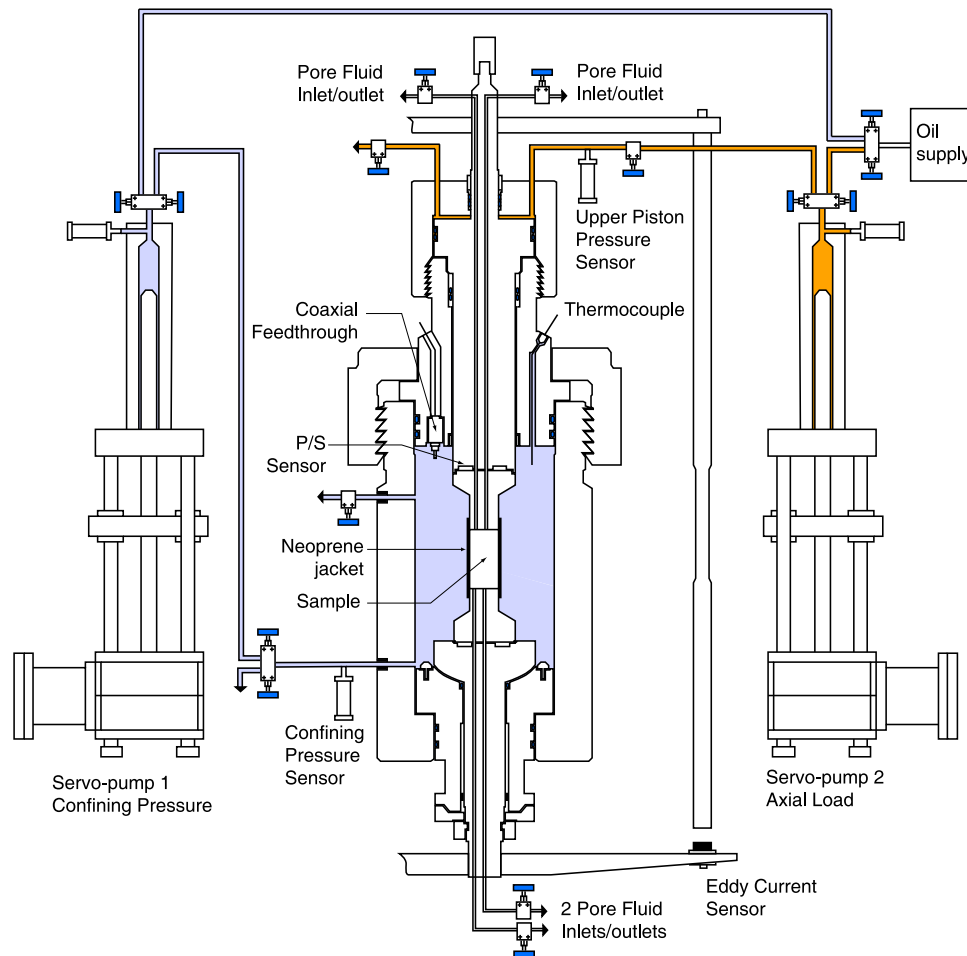 Pore Fluid
Inlet/outlet
Pore Fluid
Inlet/outlet
Oil
supply
Upper Piston
Pressure
Sensor
Coaxial
Feedthrough
Thermocouple
P/S
Sensor
Neoprene
jacket
Sample
Confining
Pressure
Sensor
Servo-pump 1
Confining Pressure
Servo-pump 2
Axial Load
Eddy Current
Sensor
2 Pore Fluid
Inlets/outlets